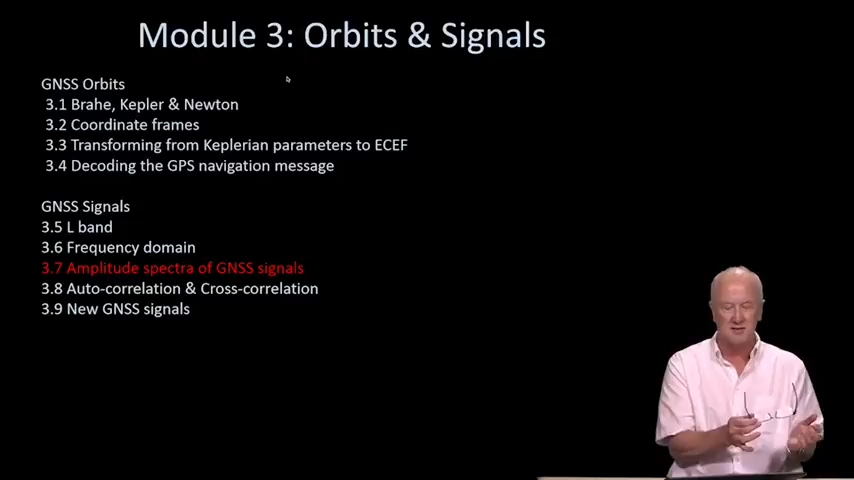 Module 3: Orbits & Signals
GNSS Orbits
3.1 Brahe, Kepler & Newton
3.2 Coordinate frames
3.3 Transforming from Keplerian parameters to ECEF
3.4 Decoding the GPS navigation message
GNSS Signals
3.5 L band
3.6 Frequency domain
3.7 Amplitude spectra of GNSS signals
3.8 Auto-correlation & Cross-correlation
3.9 New GNSS signals